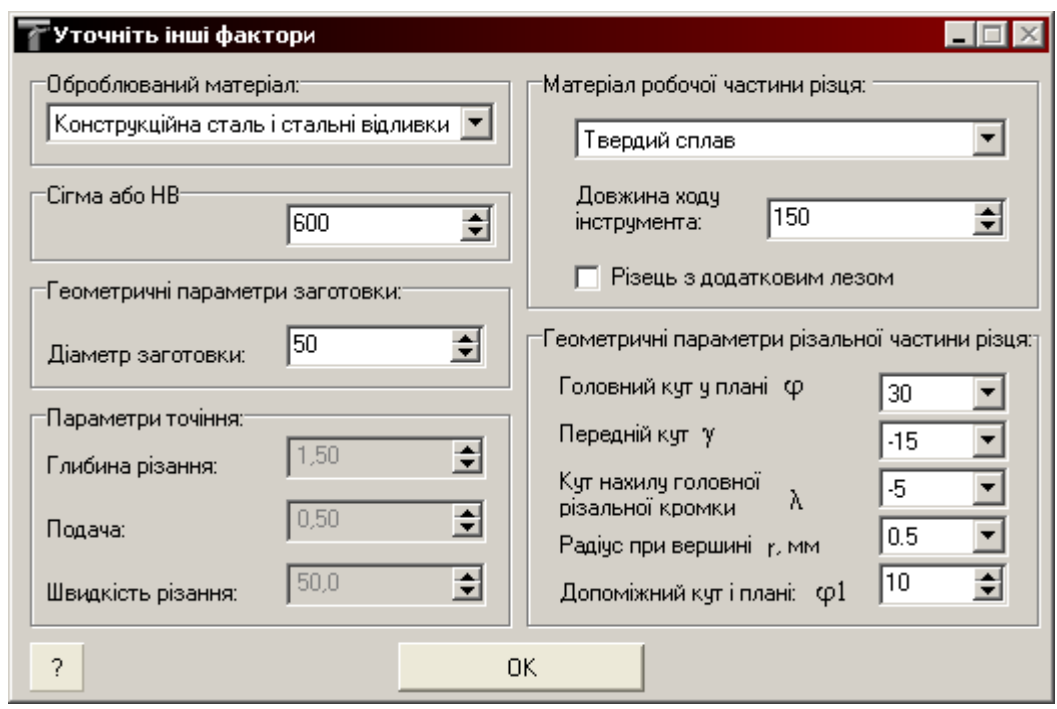 Уточніть інші фактори
Оброблюваний матеріал:
Конструкційна сталь і стальні відливки
Сігма або НВ
600
Геометричні параметри заготовки:
Діаметр заготовки:
50
Параметри точіння:
Глибина різання:
1,50
Подача:
0,50
Швидкість різання:
50,0
Матеріал робочої частини різця:
Твердий сплав
Довжина ходу
інструмента:
150
Різець з додатковим лезом
Геометричні параметри різальної частини різця:
Головний кут у плані φ
30
Передній кут γ
-15
Кут нахилу головної
різальної кромки λ
-5
Радіус при вершині r, мм
0.5
Допоміжний кут і плані: φ1
10
?
OK